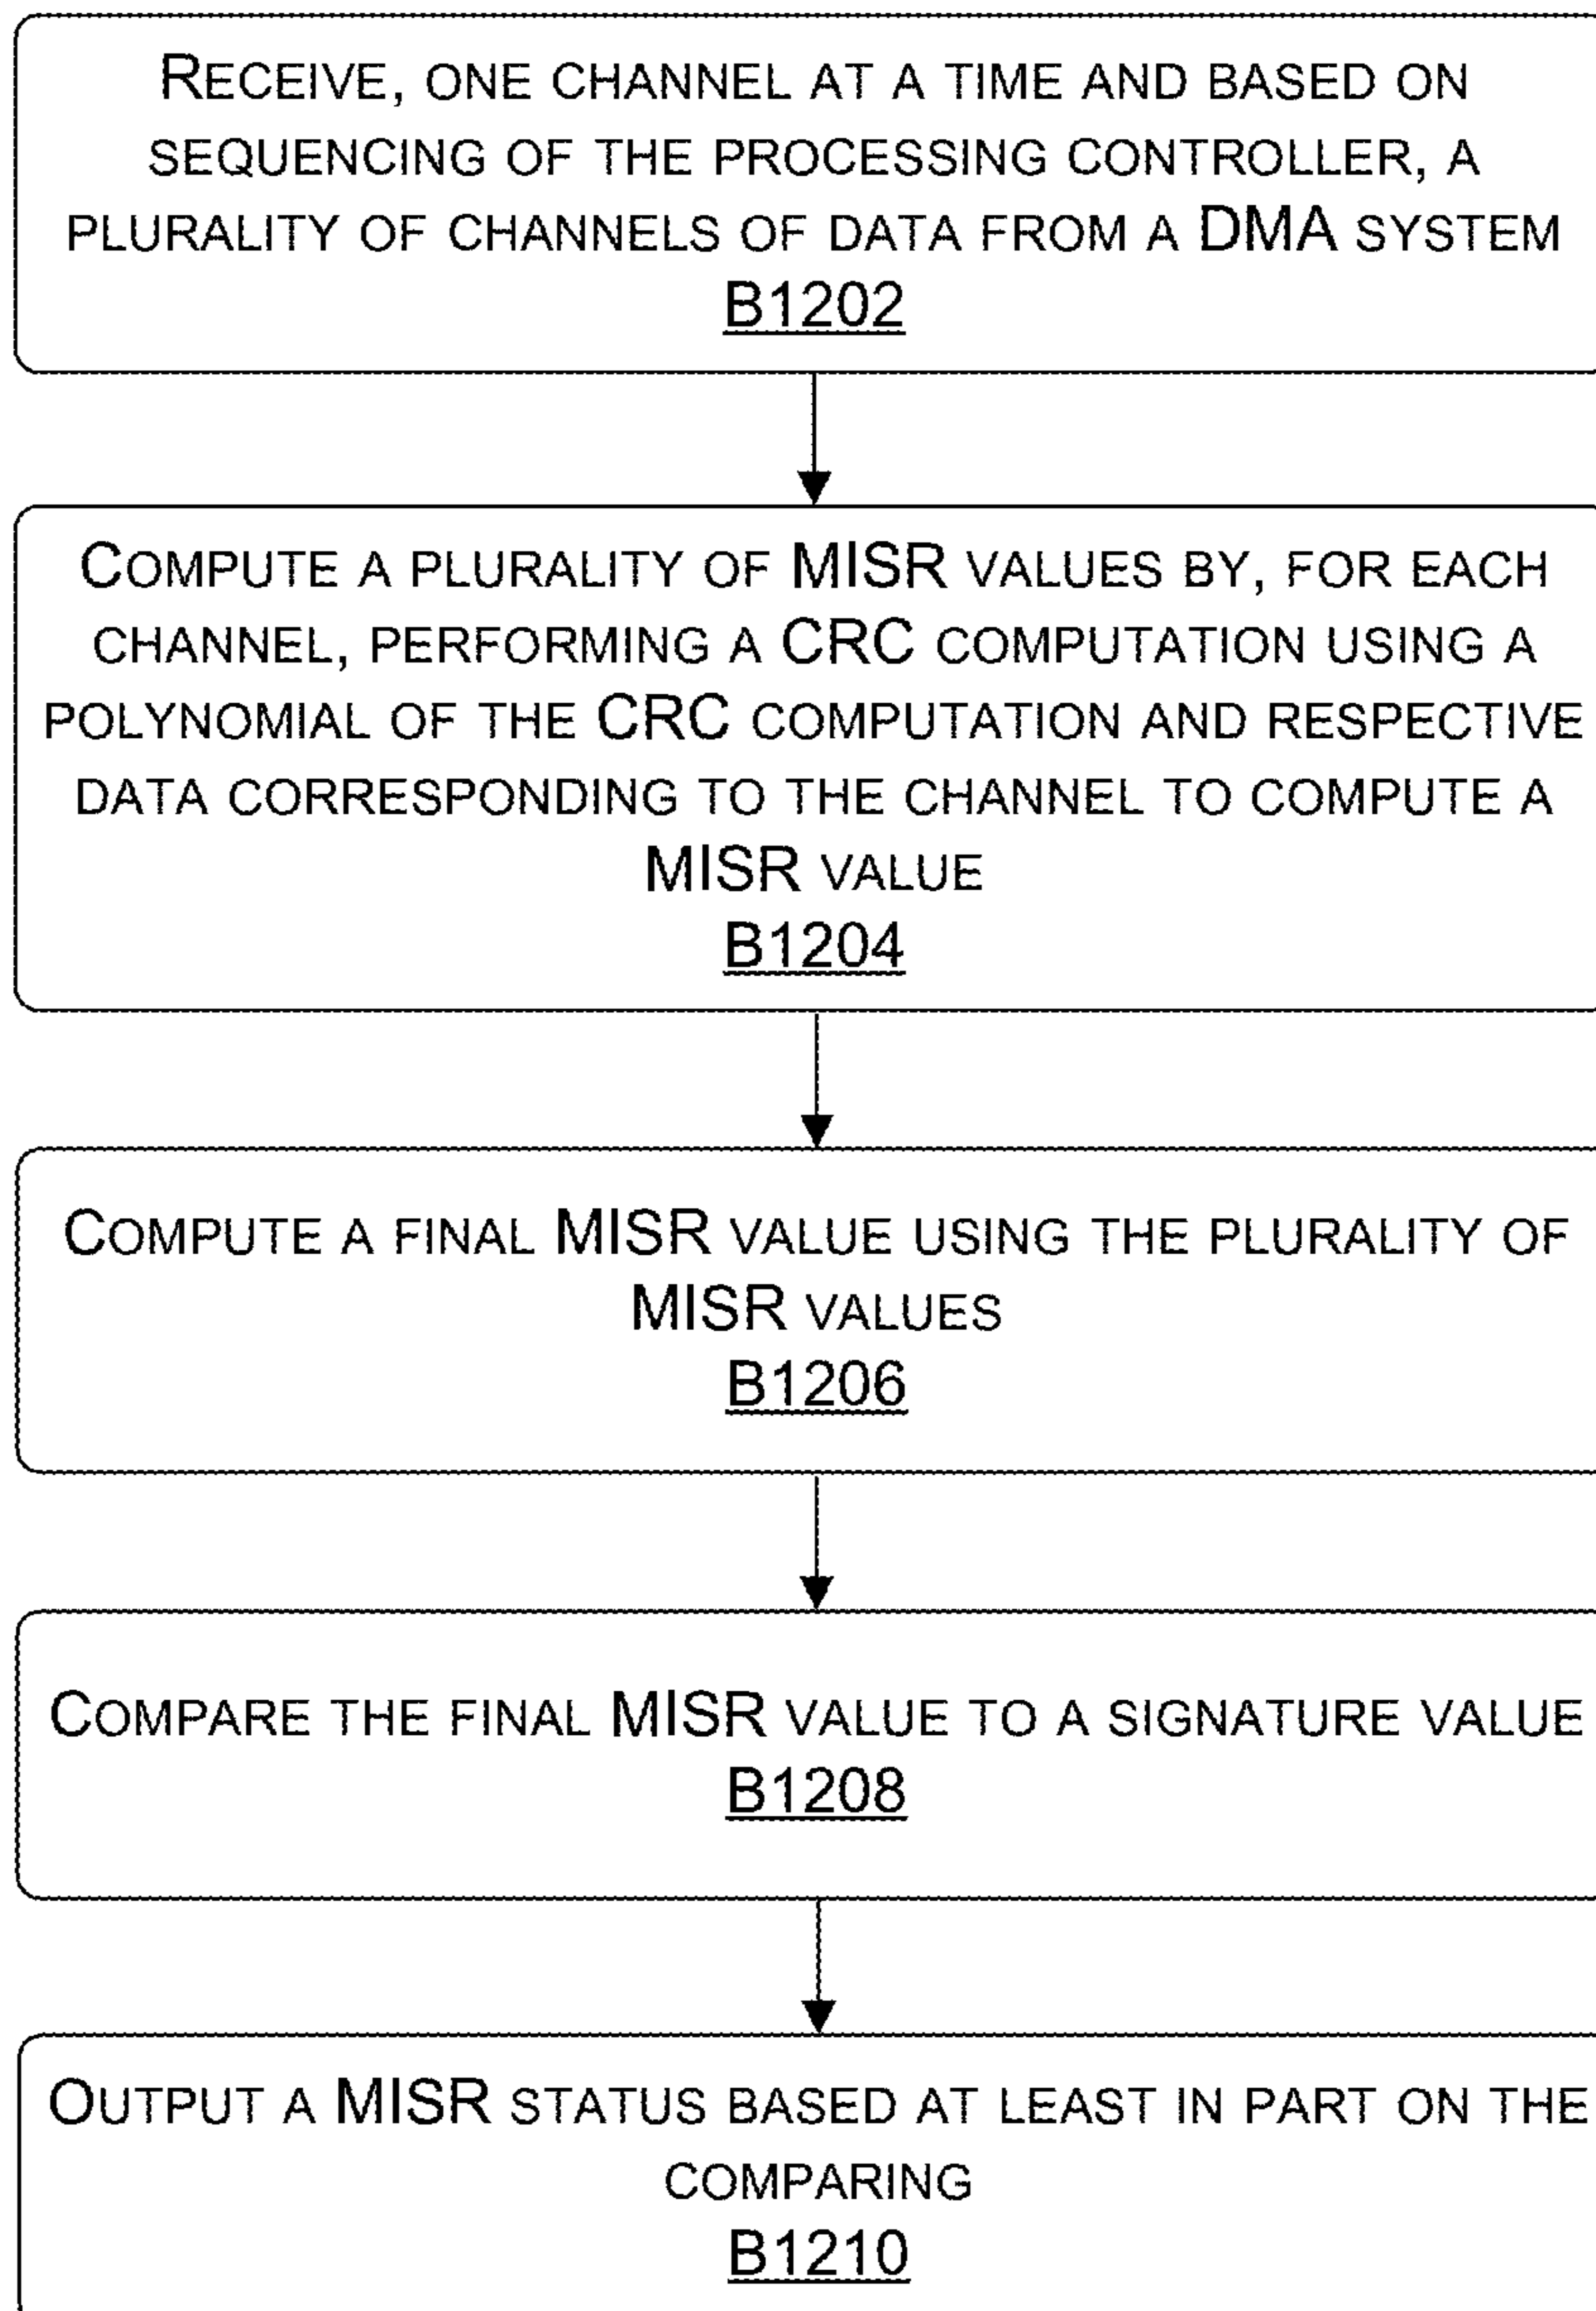 RECEIVE, ONE CHANNEL AT A TIME AND BASED ON
SEQUENCING OF THE PROCESSING CONTROLLER, A
PLURALITY OF CHANNELS OF DATA FROM A DMA SYSTEM
B1202
COMPUTE A PLURALITY OF MISR VALUES BY, FOR EACH
CHANNEL, PERFORMING A CRC COMPUTATION USING A
POLYNOMIAL OF THE CRC COMPUTATION AND RESPECTIVE
DATA CORRESPONDING TO THE CHANNEL TO COMPUTE A
MISR VALUE
B1204
COMPUTE A FINAL MISR VALUE USING THE PLURALITY OF
MISR VALUES
B1206
COMPARE THE FINAL MISR VALUE TO A SIGNATURE VALUE
B1208
OUTPUT A MISR STATUS BASED AT LEAST IN PART ON THE
COMPARING
B1210